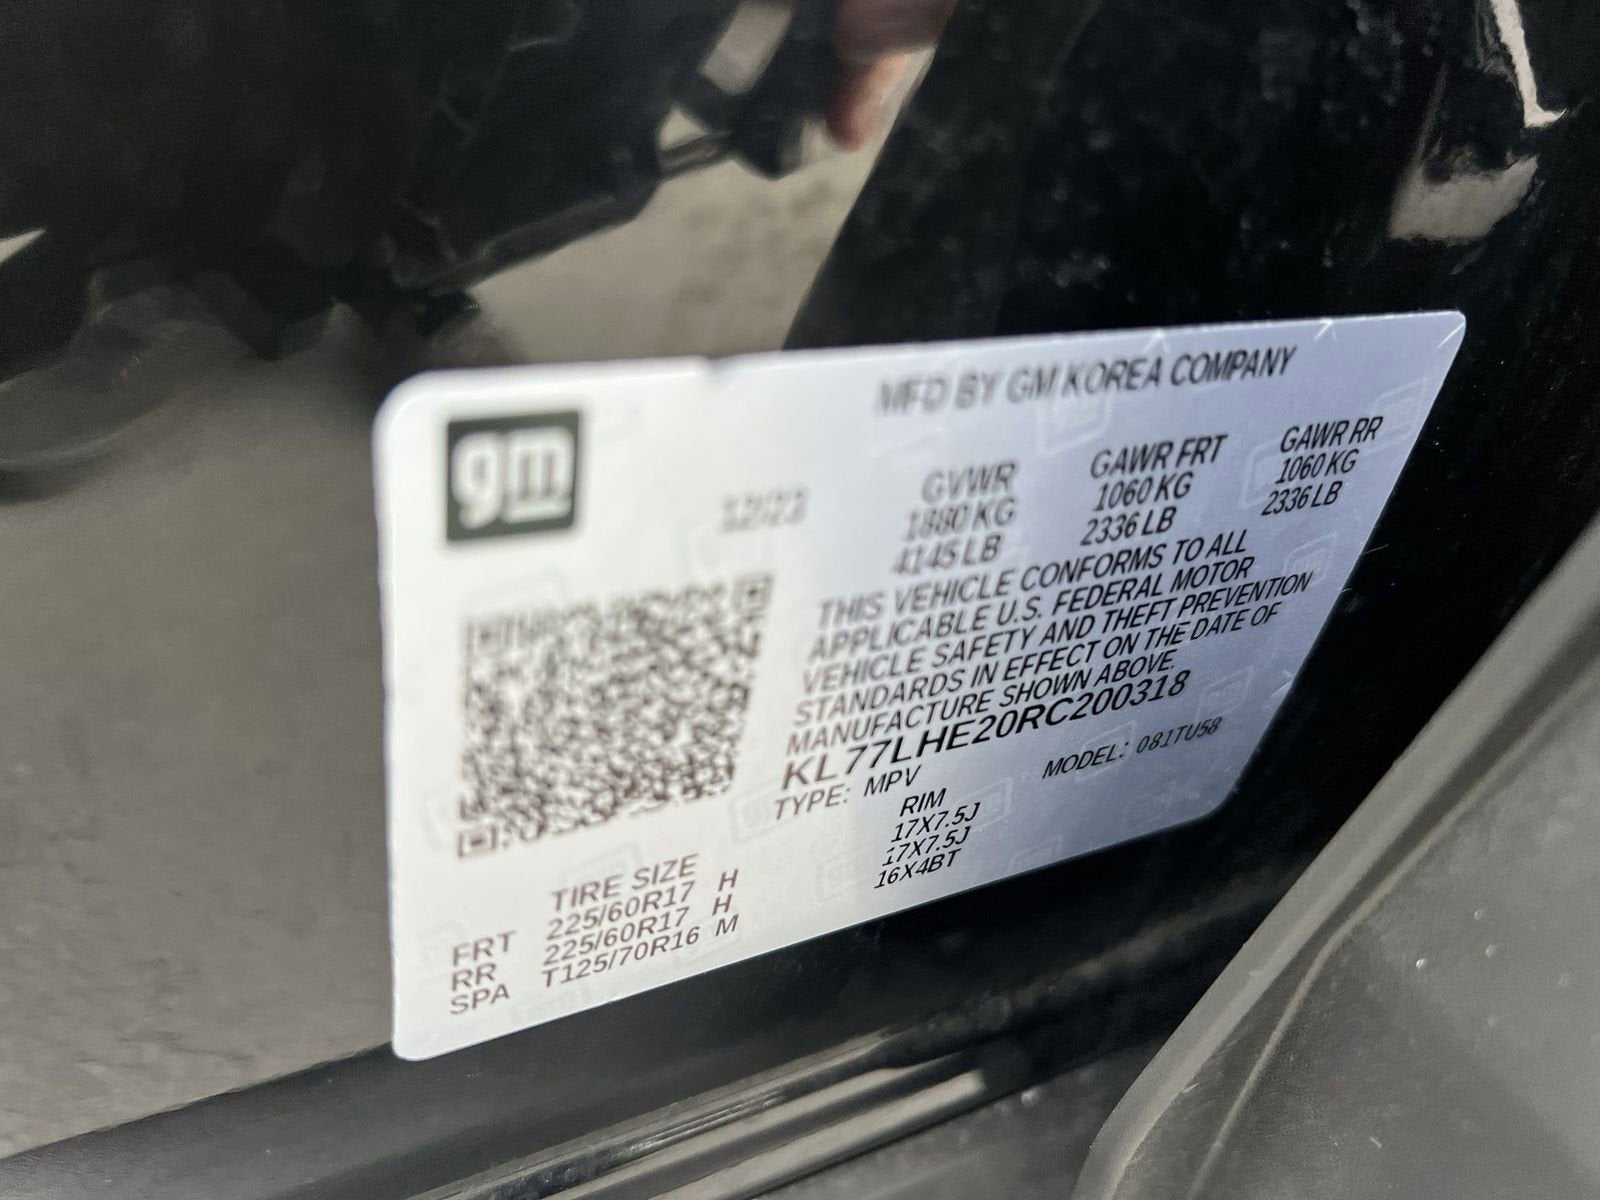 gm
MFD BY GM KOREA COMPANY
12/23
GVWR GAWR FRT GAWR RR
1880 KG 1060 KG 1060 KG
4145 LB 2336 LB 2336 LB
THIS VEHICLE CONFORMS TO ALL
APPLICABLE U.S. FEDERAL MOTOR
VEHICLE SAFETY AND THEFT PREVENTION
STANDARDS IN EFFECT ON THE DATE OF
MANUFACTURE SHOWN ABOVE.
KL77LHE20RC200318
TYPE: MPV MODEL: 081TU58
TIRE SIZE RIM
FRT 225/60R17 H 17X7.5J
RR 225/60R17 H 17X7.5J
SPA T125/70R16 M 16X4BT